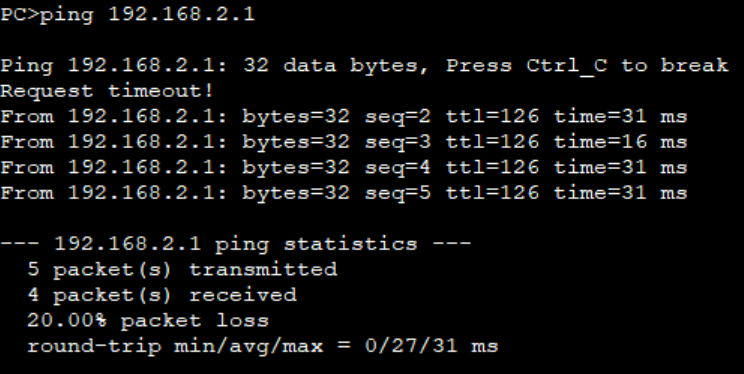 PC>ping 192.168.2.1
Ping 192.168.2.1: 32 data bytes, Press Ctrl_C to break
Request timeout!
From 192.168.2.1: bytes=32 seq=2 ttl=126 time=31 ms
From 192.168.2.1: bytes=32 seq=3 ttl=126 time=16 ms
From 192.168.2.1: bytes=32 seq=4 ttl=126 time=31 ms
From 192.168.2.1: bytes=32 seq=5 ttl=126 time=31 ms
--- 192.168.2.1 ping statistics ---
5 packet(s) transmitted
4 packet(s) received
20.00% packet loss
round-trip min/avg/max = 0/27/31 ms